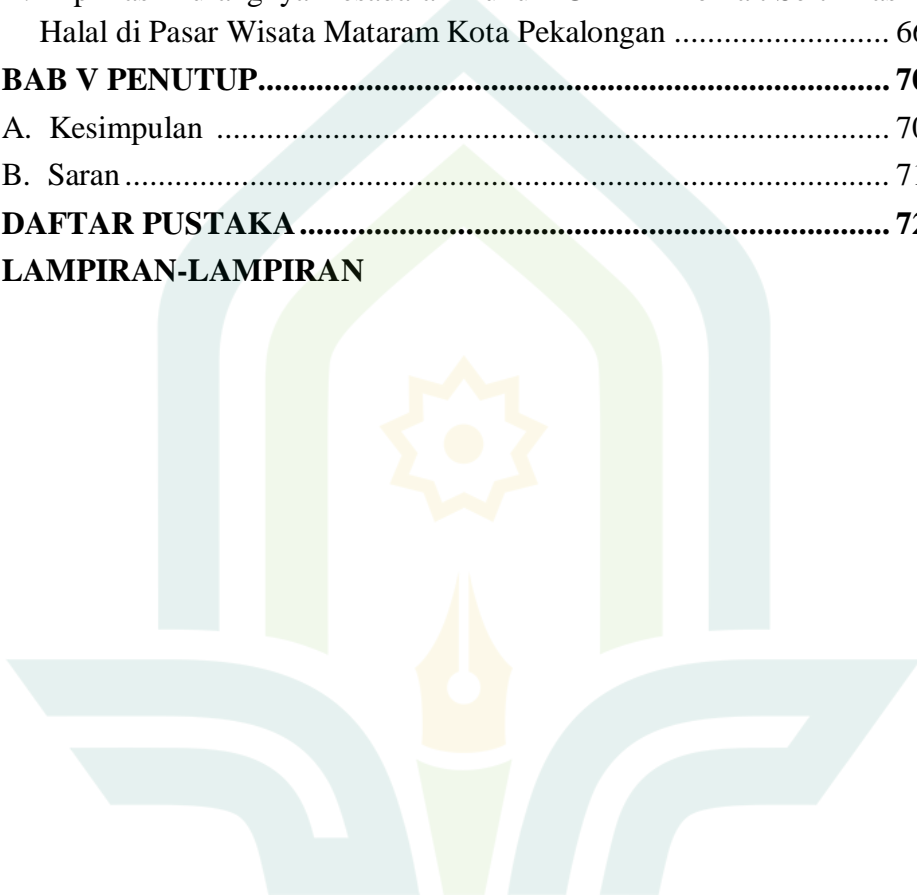 Halal di Pasar Wisata Mataram Kota Pekalongan .......................... 66
BAB V PENUTUP............................................................................ 70
A. Kesimpulan ................................................................................ 70
B. Saran ........................................................................................... 71
DAFTAR PUSTAKA ....................................................................... 72
LAMPIRAN-LAMPIRAN